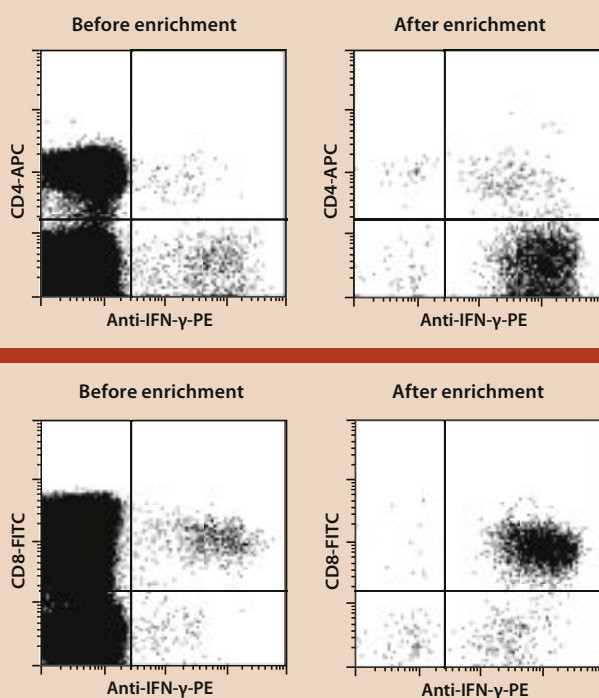 Before enrichment
After enrichment
CD4-APC
CD4-APC
Anti-IFN-γ-PE
Anti-IFN-γ-PE
Before enrichment
After enrichment
CD8-FITC
CD8-FITC
Anti-IFN-γ-PE
Anti-IFN-γ-PE